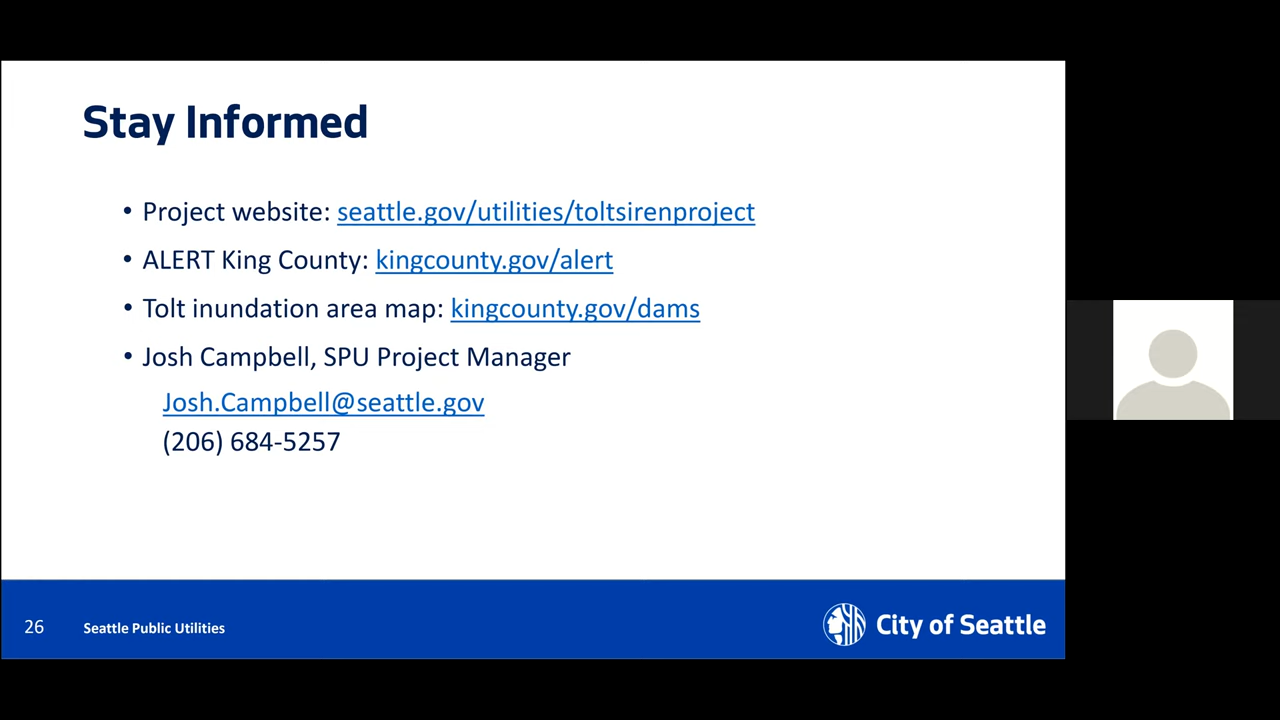 Stay Informed
• Project website: seattle.gov/utilities/toltsirenproject
• ALERT King County: kingcounty.gov/alert
• Tolt inundation area map: kingcounty.gov/dams
• Josh Campbell, SPU Project Manager
Josh.Campbell@seattle.gov
(206) 684-5257
26 Seattle Public Utilities City of Seattle